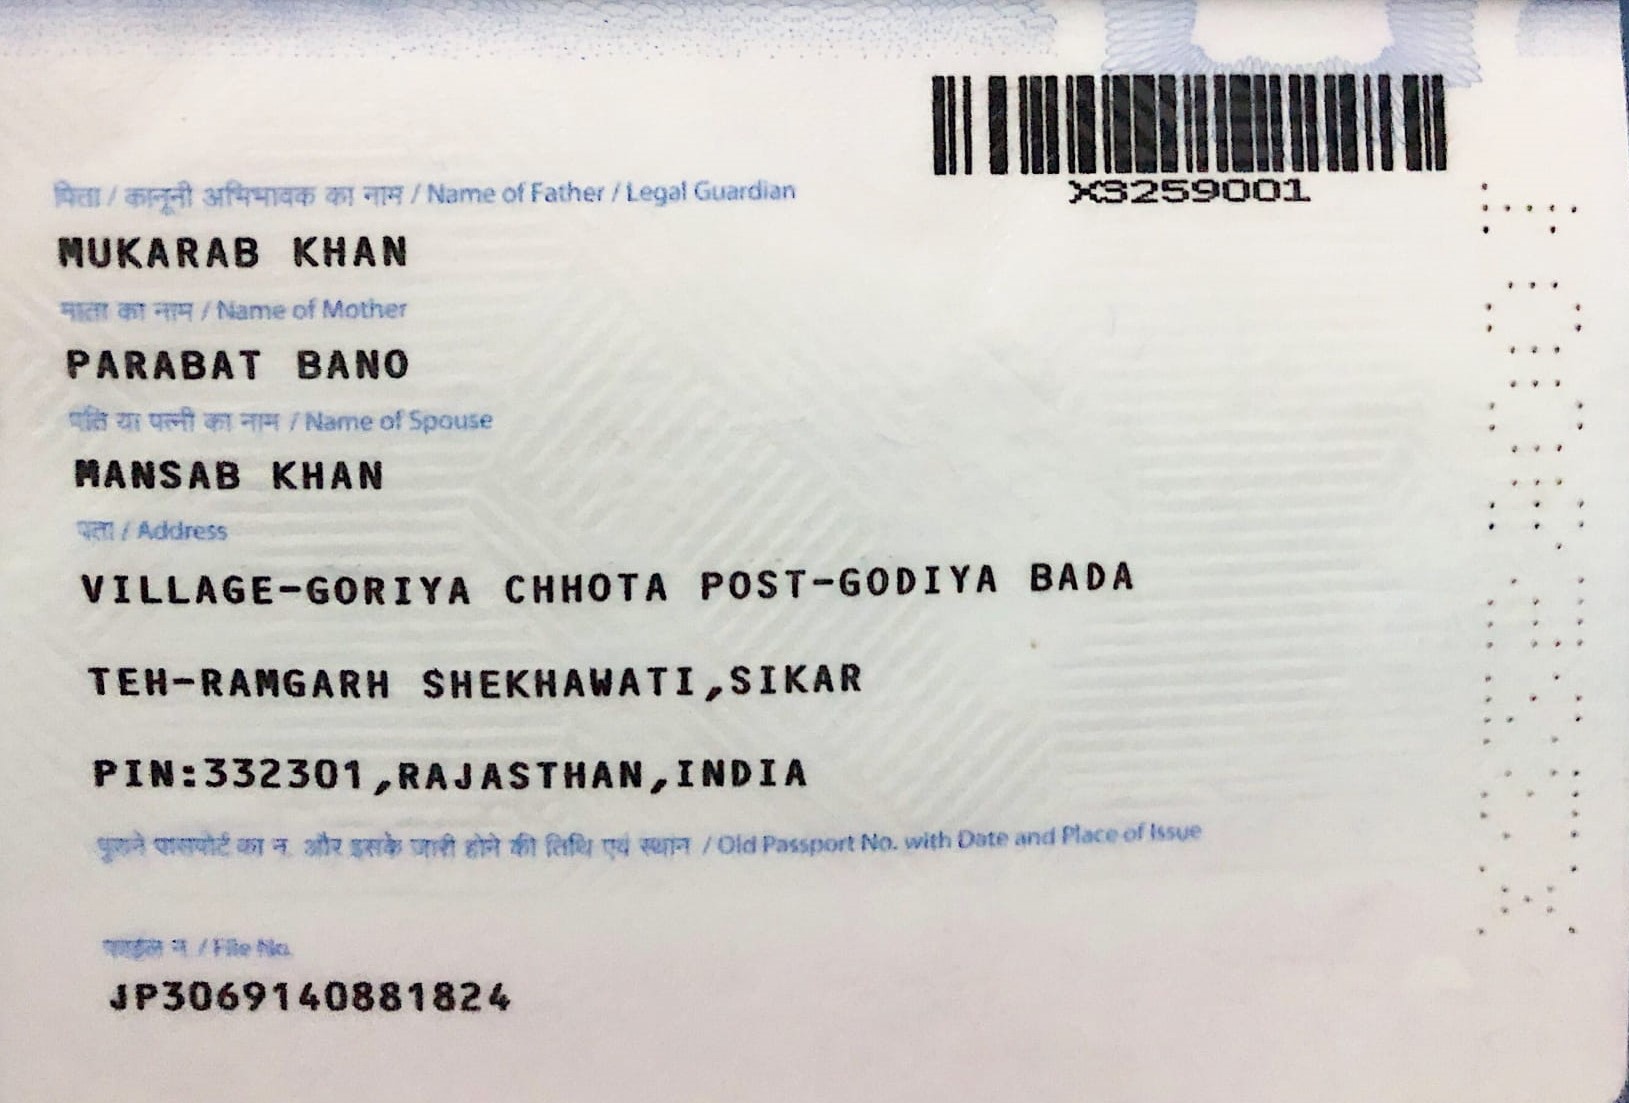 X3259001
पिता / कानूनी अभिभावक का नाम / Name of Father / Legal Guardian
MUKARAB KHAN
माता का नाम / Name of Mother
PARABAT BANO
पति या पत्नी का नाम / Name of Spouse
MANSAB KHAN
पता / Address
VILLAGE-GORIYA CHHOTA POST-GODIYA BADA
TEH-RAMGARH SHEKHAWATI,SIKAR
PIN:332301,RAJASTHAN,INDIA
पुराने पासपोर्ट का न. और इसके जारी होने की तिथि एवं स्थान / Old Passport No. with Date and Place of Issue
फाईल न. / File No.
JP3069140881824
X3259001